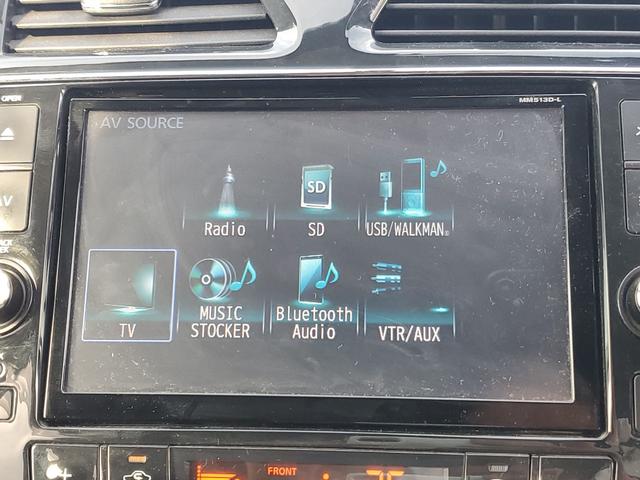 OPEN
MM513D-L
AV SOURCE
SD
Radio
SD
USB/WALKMAN®
AV
TV
MUSIC
STOCKER
Bluetooth
Audio
VTR/AUX
FRONT